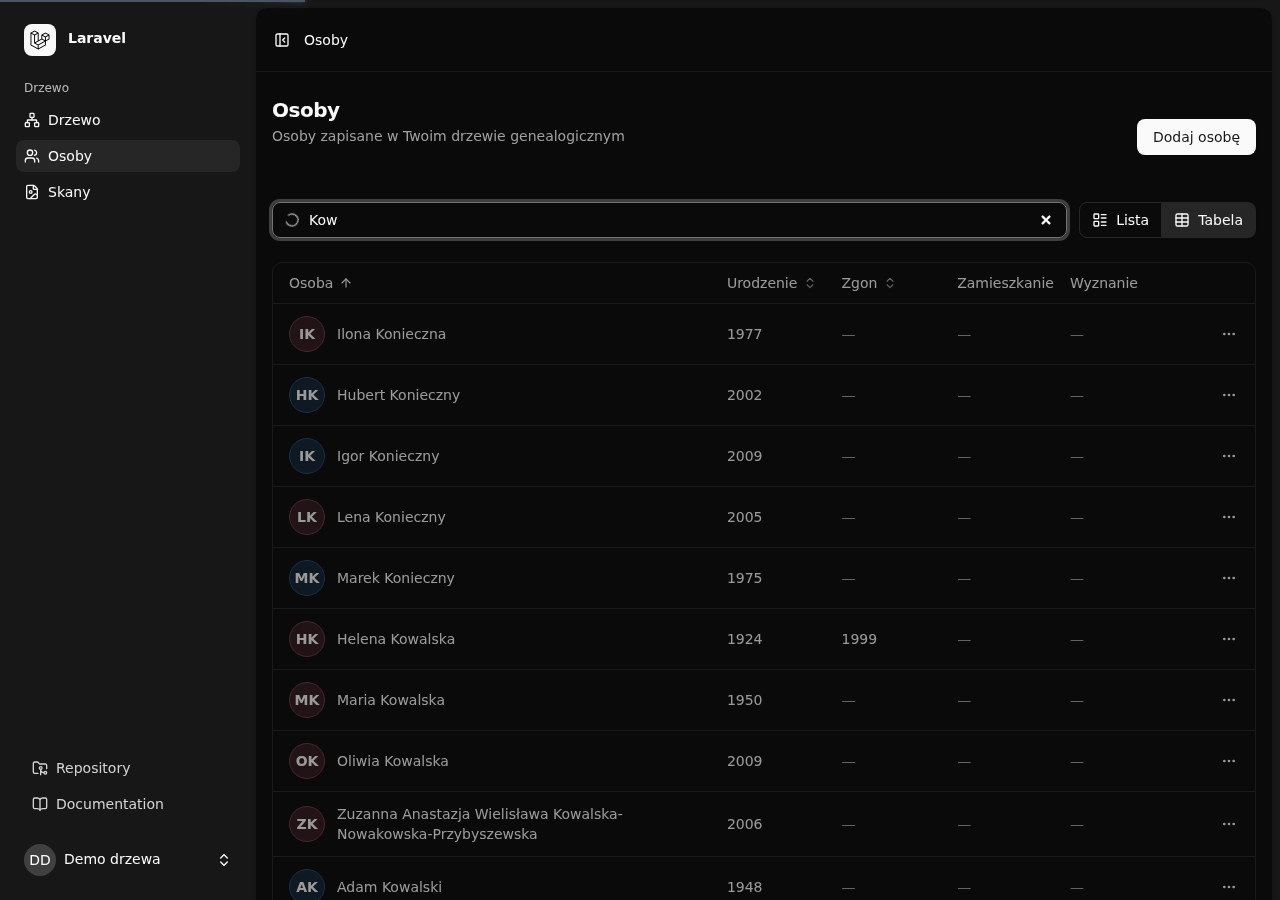 Laravel
Drzewo
Drzewo
Osoby
Skany
Repository
Documentation
DD Demo drzewa
Osoby
Osoby
Osoby zapisane w Twoim drzewie genealogicznym
Dodaj osobę
Kow
Lista
Tabela
Osoba Urodzenie Zgon Zamieszkanie Wyznanie
IK Ilona Konieczna 1977 — — —
HK Hubert Konieczny 2002 — — —
IK Igor Konieczny 2009 — — —
LK Lena Konieczny 2005 — — —
MK Marek Konieczny 1975 — — —
HK Helena Kowalska 1924 1999 — —
MK Maria Kowalska 1950 — — —
OK Oliwia Kowalska 2009 — — —
ZK Zuzanna Anastazja Wielisława Kowalska-
Nowakowska-Przybyszewska 2006 — — —
AK Adam Kowalski 1948 — — —